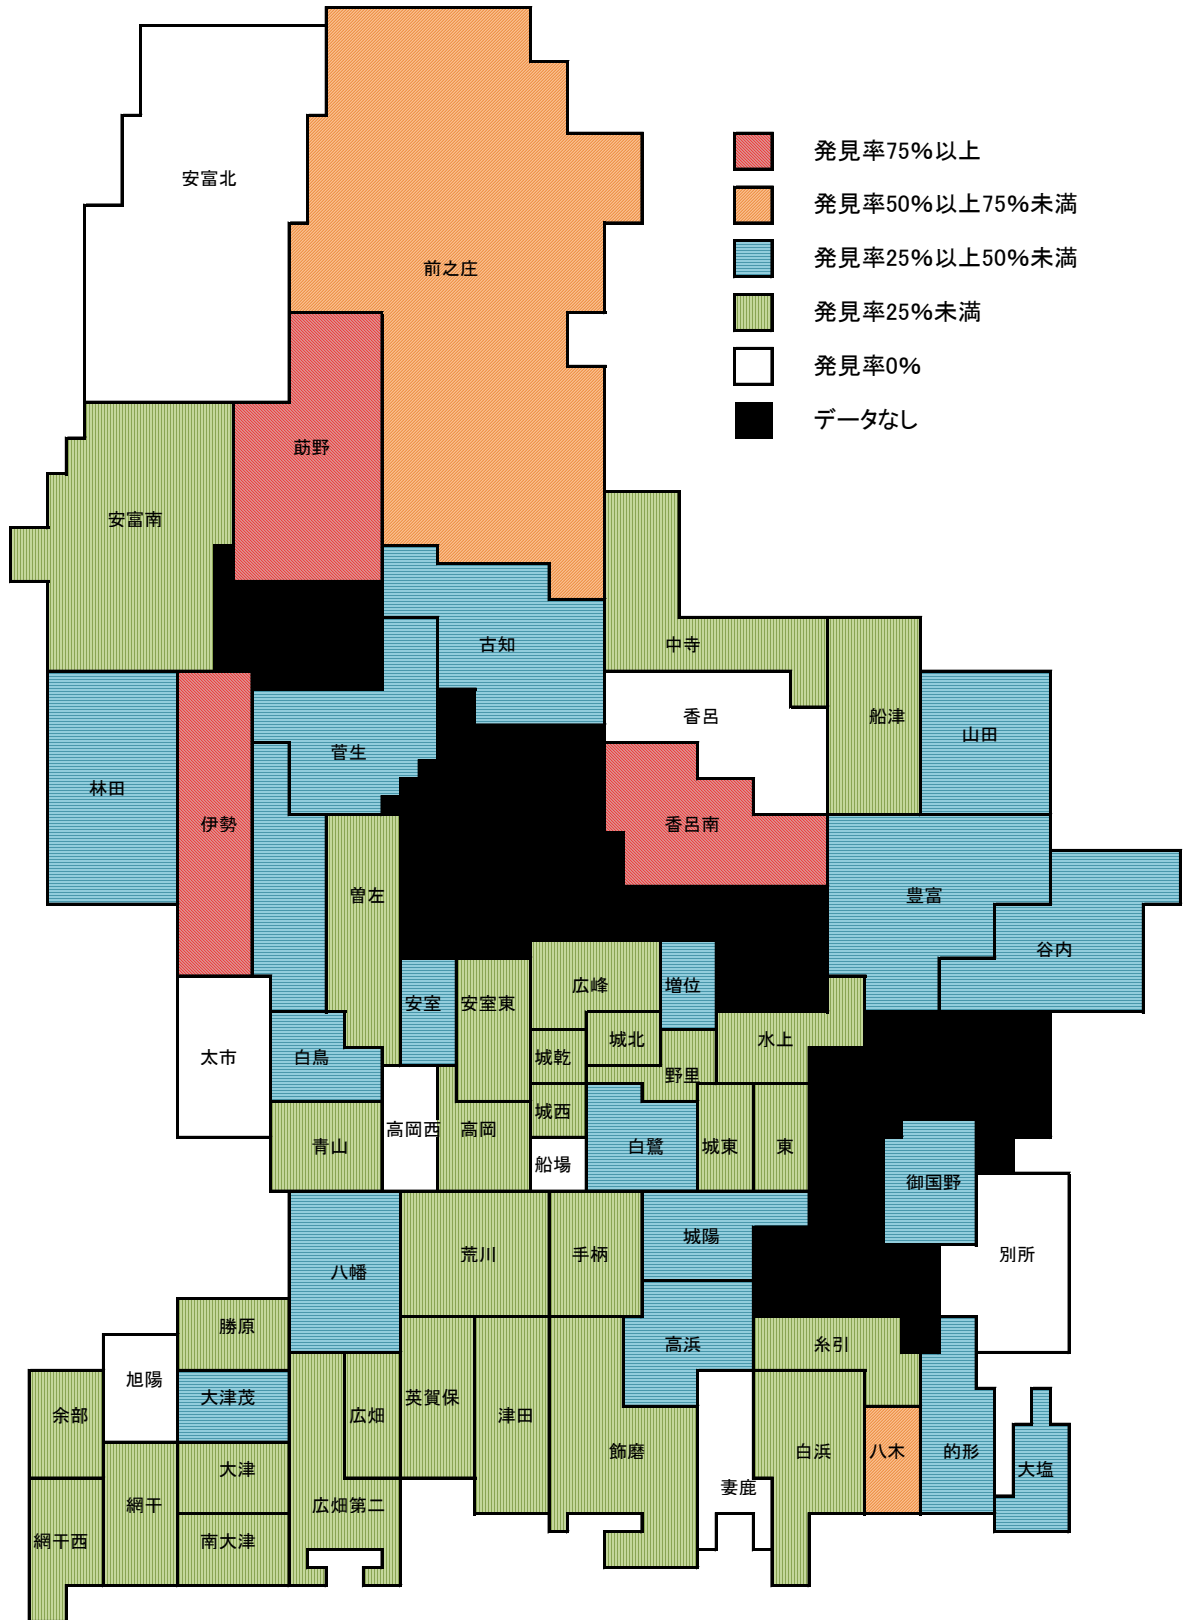 発見率75%以上
安富北
発見率50%以上75%未満
発見率25%以上50%未満
前之庄
発見率25%未満
発見率0%
データなし
莇野
安富南
古知
中寺
香呂
船津
山田
菅生
林田
伊勢
香呂南
曽左
豊富
谷内
広峰
増位
安室
安室東
城北
水上
太市
白鳥
城乾
野里
城西
青山
高岡西
高岡
白鷺
城東
東
船場
御国野
城陽
荒川
手柄
別所
八幡
勝原
高浜
糸引
旭陽
大津茂
英賀保
余部
広畑
津田
飾磨
白浜
八木
的形
大津
大塩
妻鹿
網干
広畑第二
網干西
南大津